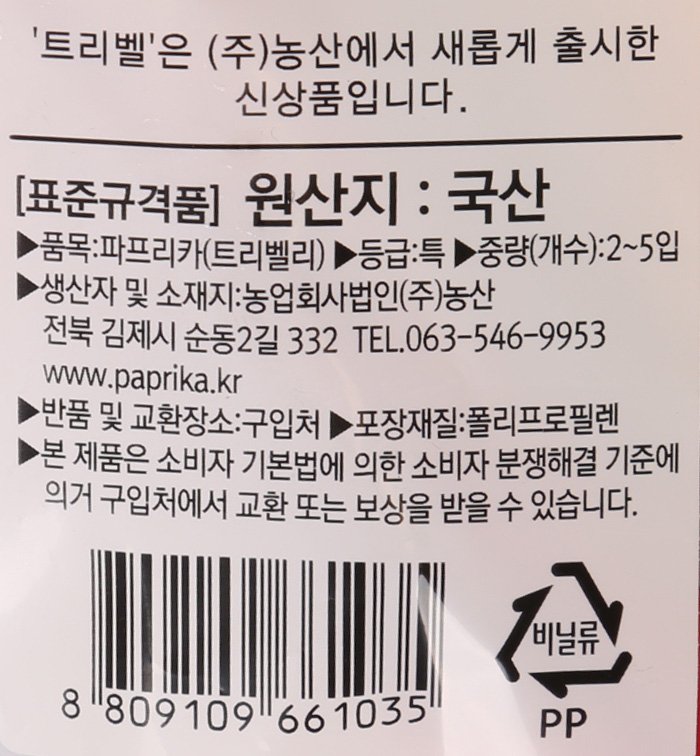 '트리벨'은 (주)농산에서 새롭게 출시한
신상품입니다.
[표준규격품] 원산지 : 국산
▶품목:파프리카(트리벨리) ▶등급:특 ▶중량(개수):2~5입
▶생산자 및 소재지:농업회사법인(주)농산
전북 김제시 순동2길 332 TEL.063-546-9953
www.paprika.kr
▶반품 및 교환장소:구입처 ▶포장재질:폴리프로필렌
▶본 제품은 소비자 기본법에 의한 소비자 분쟁해결 기준에
의거 구입처에서 교환 또는 보상을 받을 수 있습니다.
비닐류
8 809109 661035
PP